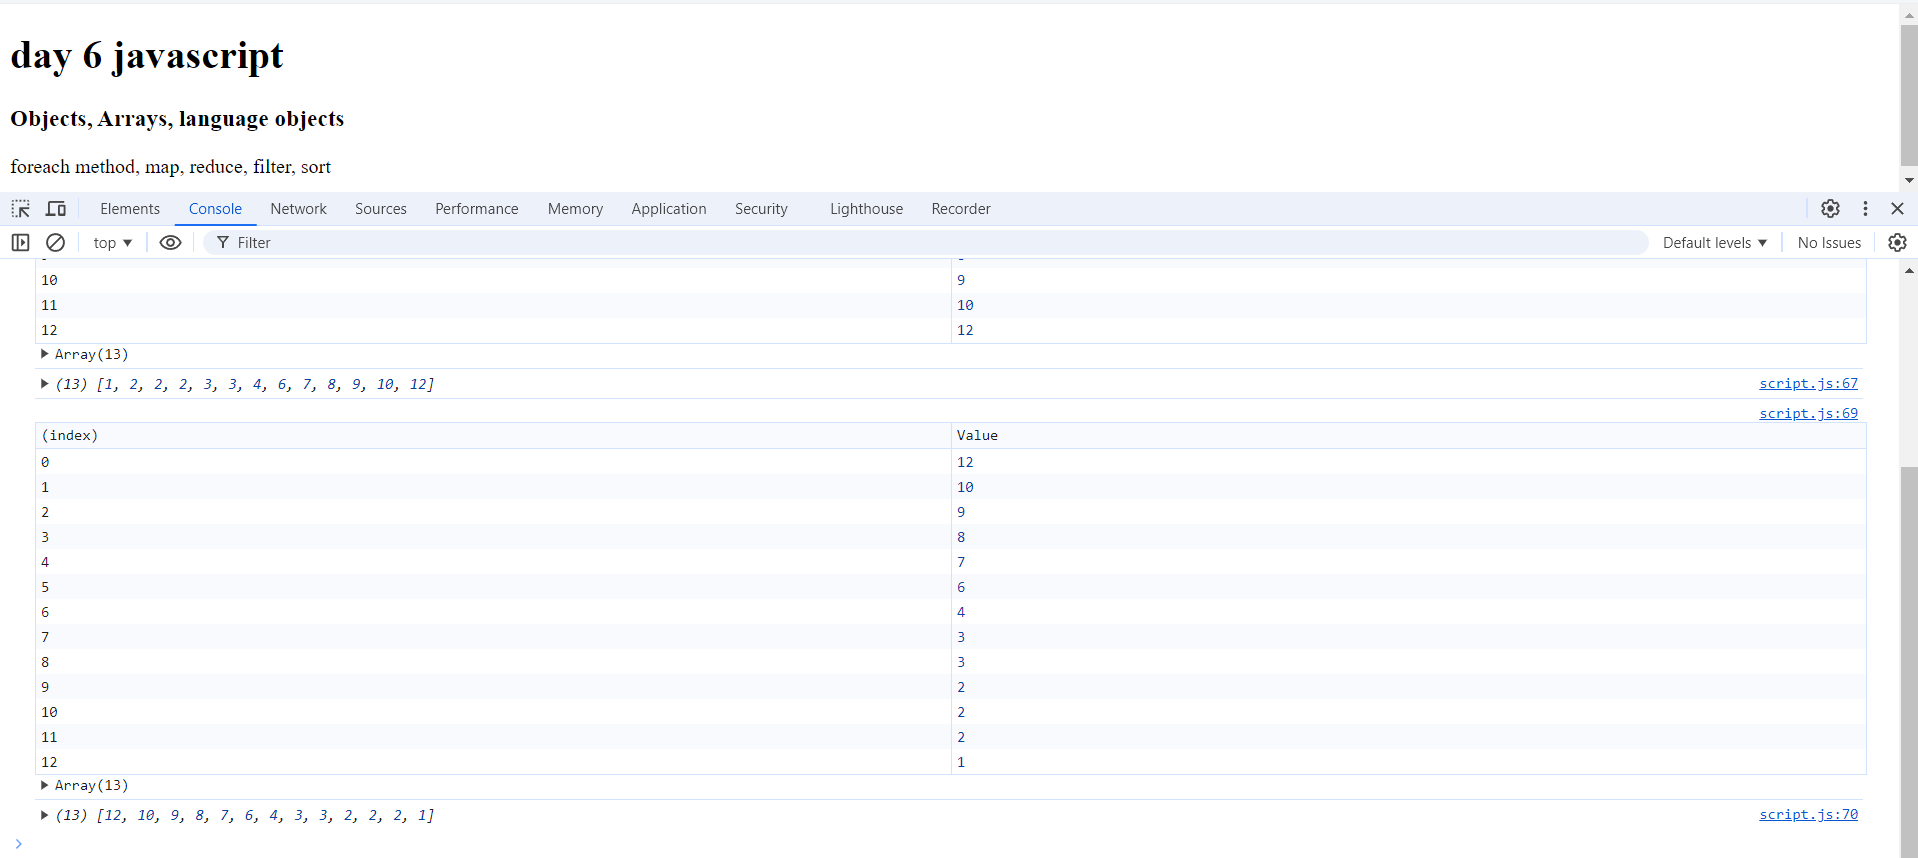 day 6 javascript
Objects, Arrays, language objects
foreach method, map, reduce, filter, sort
Elements Console Network Sources Performance Memory Application Security Lighthouse Recorder
top Filter Default levels No Issues
10 9
11 10
12 12
Array(13)
(13) [1, 2, 2, 2, 3, 3, 4, 6, 7, 8, 9, 10, 12] script.js:67
script.js:69
(index) Value
0 12
1 10
2 9
3 8
4 7
5 6
6 4
7 3
8 3
9 2
10 2
11 2
12 1
Array(13)
(13) [12, 10, 9, 8, 7, 6, 4, 3, 3, 2, 2, 2, 1] script.js:70